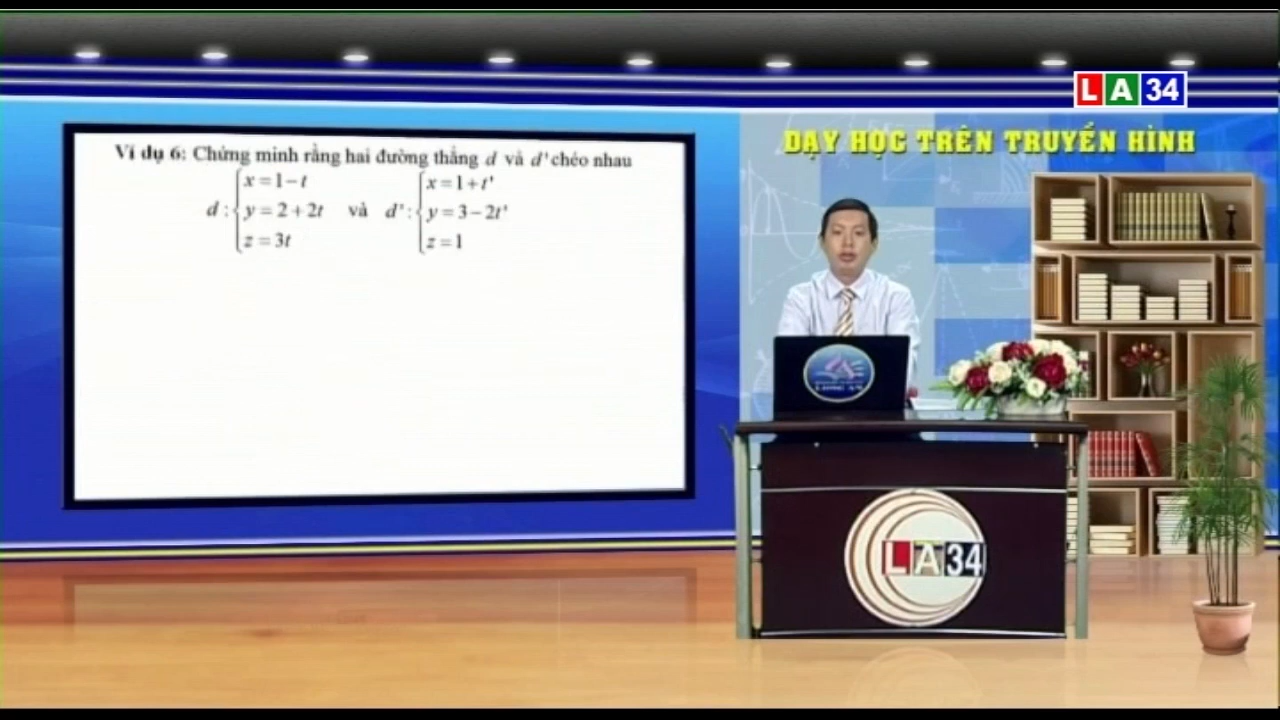 LA34
DẠY HỌC TRÊN TRUYỀN HÌNH
Ví dụ 6: Chứng minh rằng hai đường thẳng d và d' chéo nhau
d : { x = 1 − t
y = 2 + 2t
z = 3t
và d' : { x = 1 + t'
y = 3 − 2t'
z = 1
LA34